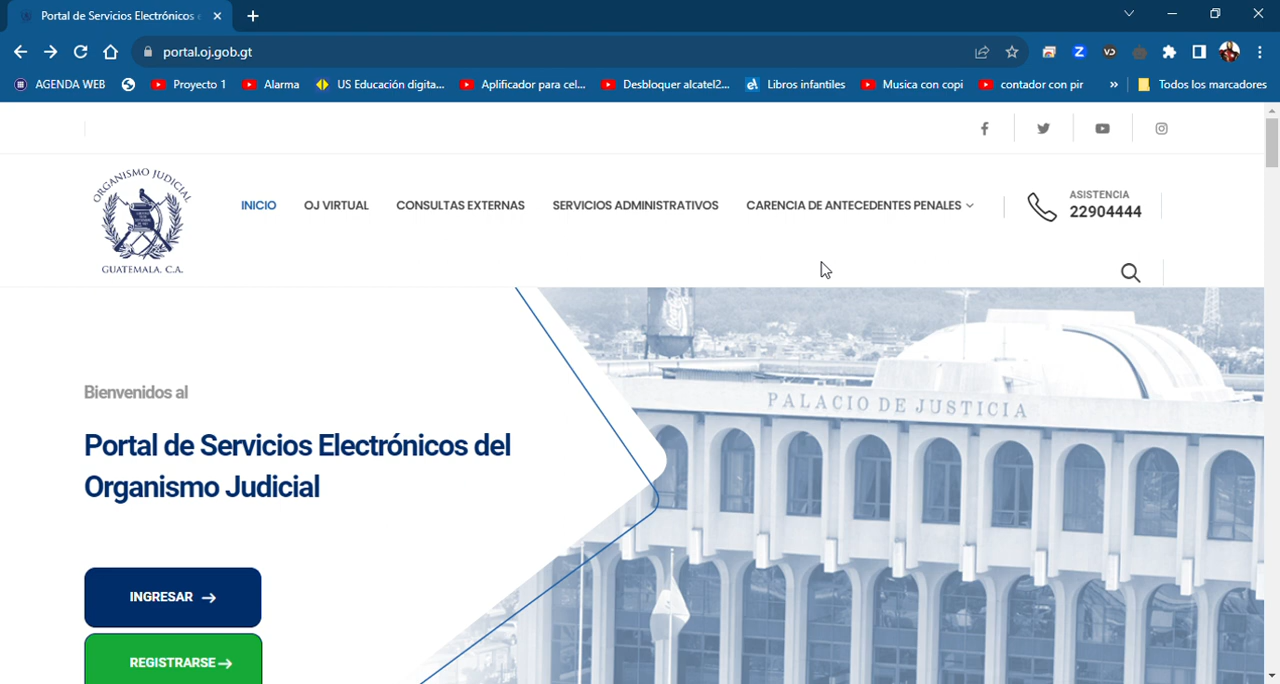 Portal de Servicios Electrónicos
portal.oj.gob.gt
AGENDA WEB
Proyecto 1
Alarma
US Educación digita...
Aplificador para cel...
Desbloquer alcatel2...
Libros infantiles
Musica con copi
contador con pir
»
Todos los marcadores
ORGANISMO JUDICIAL
GUATEMALA, C.A.
INICIO
OJ VIRTUAL
CONSULTAS EXTERNAS
SERVICIOS ADMINISTRATIVOS
CARENCIA DE ANTECEDENTES PENALES
ASISTENCIA
22904444
Bienvenidos al
Portal de Servicios Electrónicos del
Organismo Judicial
INGRESAR →
REGISTRARSE →
PALACIO DE JUSTICIA